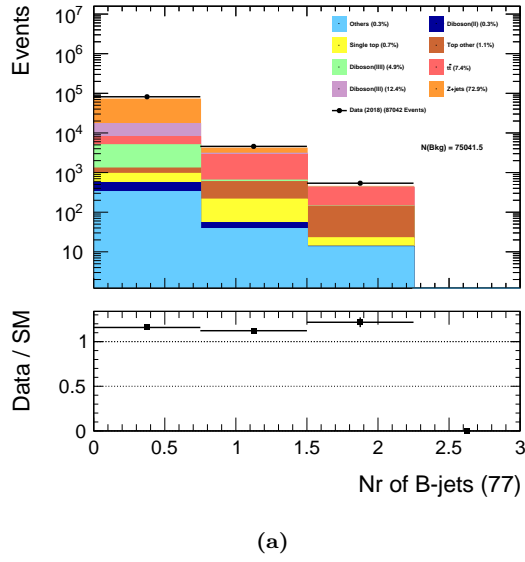 Events
10⁷
10⁶
10⁵
10⁴
10³
10²
10
Others (0.3%)
Diboson(II) (0.3%)
Single top (0.7%)
Top other (1.1%)
Diboson(IIII) (4.9%)
tt̄ (7.4%)
Diboson(III) (12.4%)
Z+jets (72.9%)
Data (2018) (87042 Events)
N(Bkg) = 75041.5
Data / SM
1
0.5
0
0 0.5 1 1.5 2 2.5 3
Nr of B-jets (77)
(a)